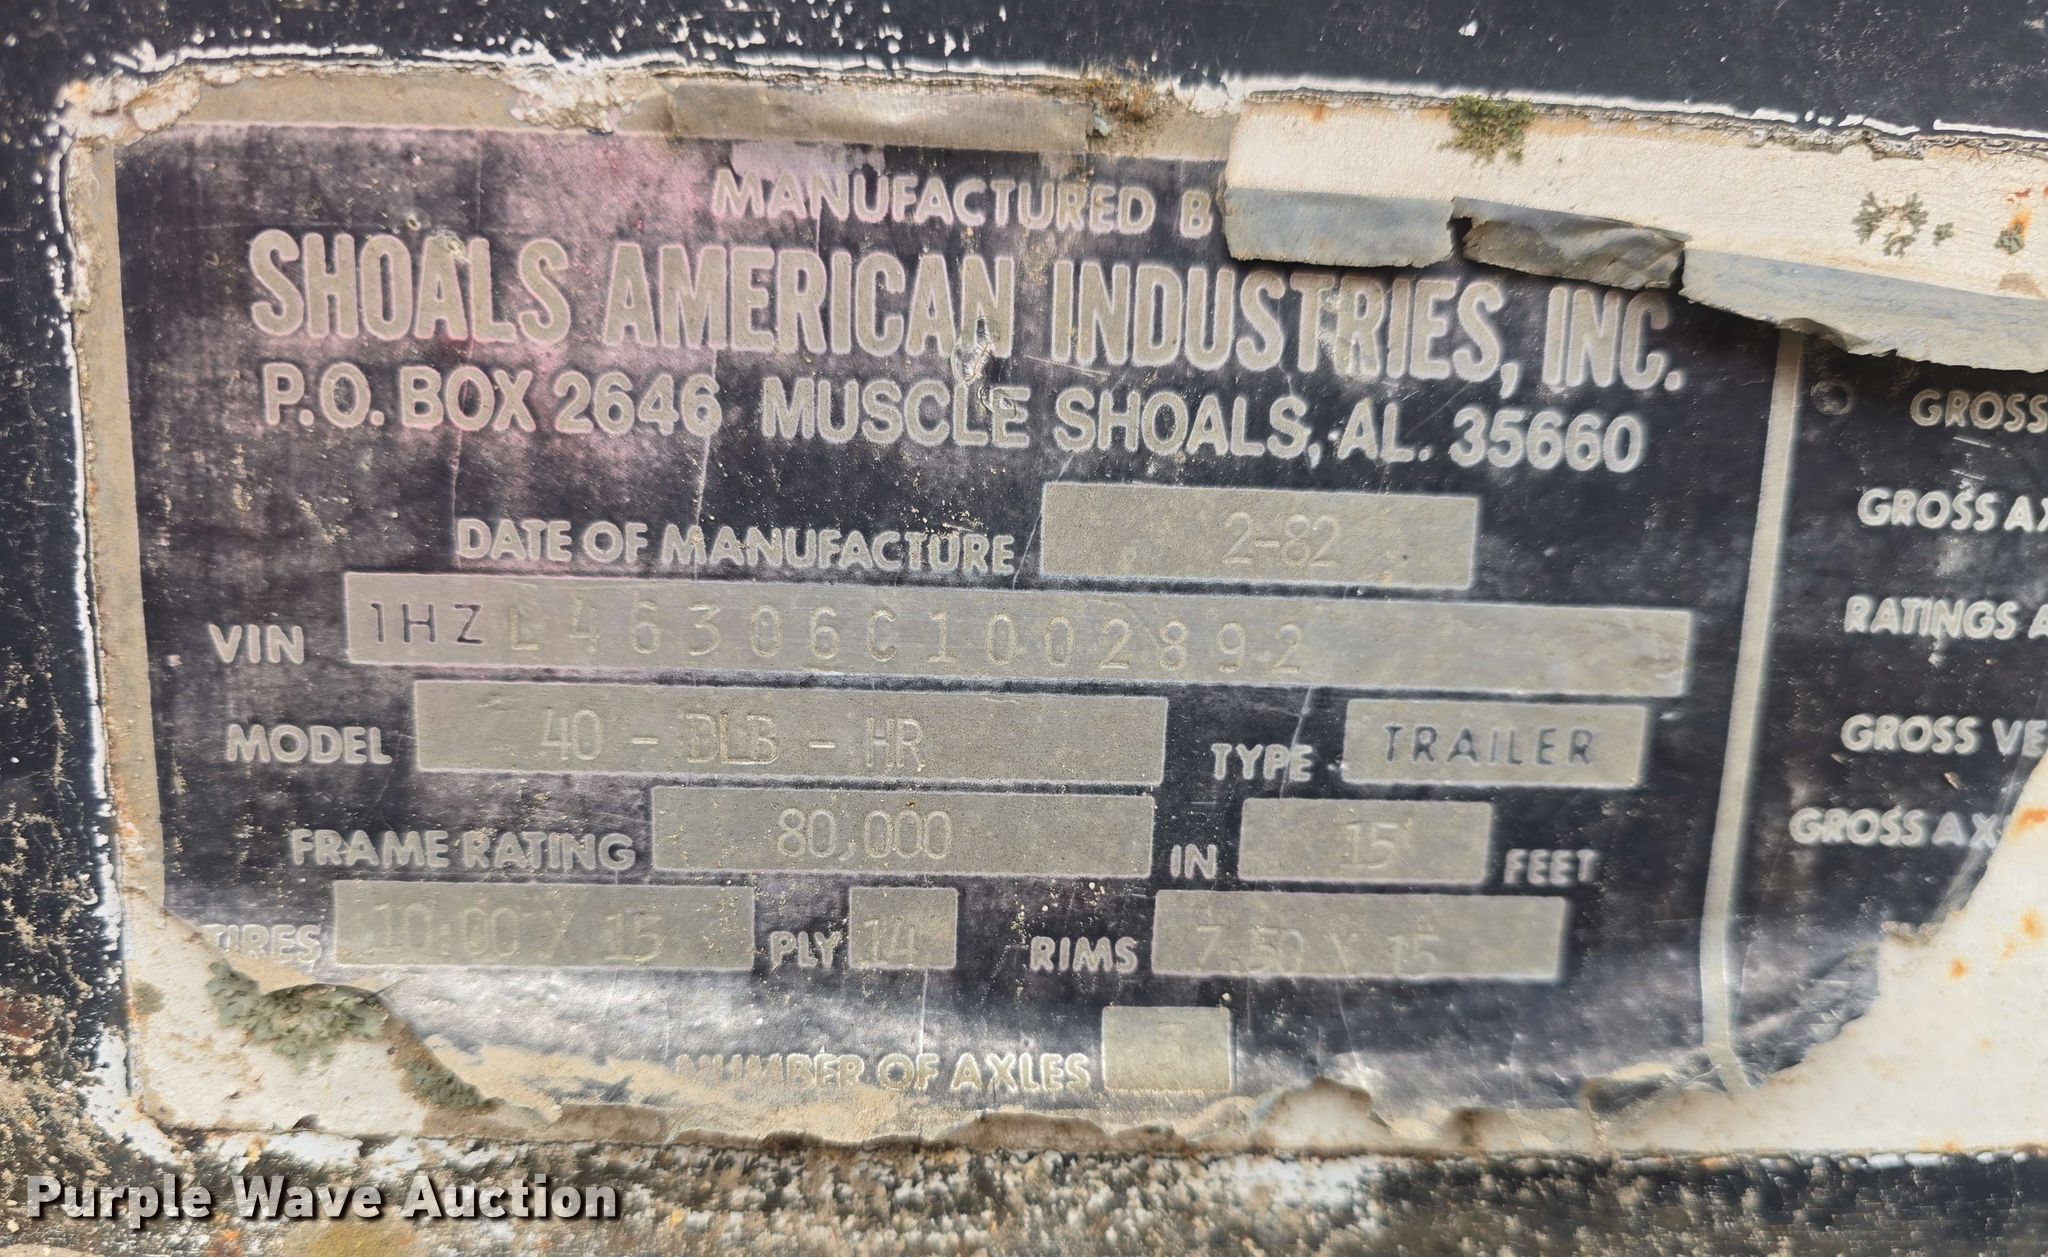 MANUFACTURED B
SHOALS AMERICAN INDUSTRIES, INC.
P.O. BOX 2646 MUSCLE SHOALS, AL. 35660
DATE OF MANUFACTURE 2-82
VIN 1HZL46306C1002892
MODEL 40 - DLB - HR TYPE TRAILER
FRAME RATING 80,000 IN 15 FEET
TIRES 10.00 X 15 PLY 14 RIMS 7.50 X 15
NUMBER OF AXLES 3
GROSS
GROSS AX
RATINGS A
GROSS VE
GROSS AX
Purple Wave Auction